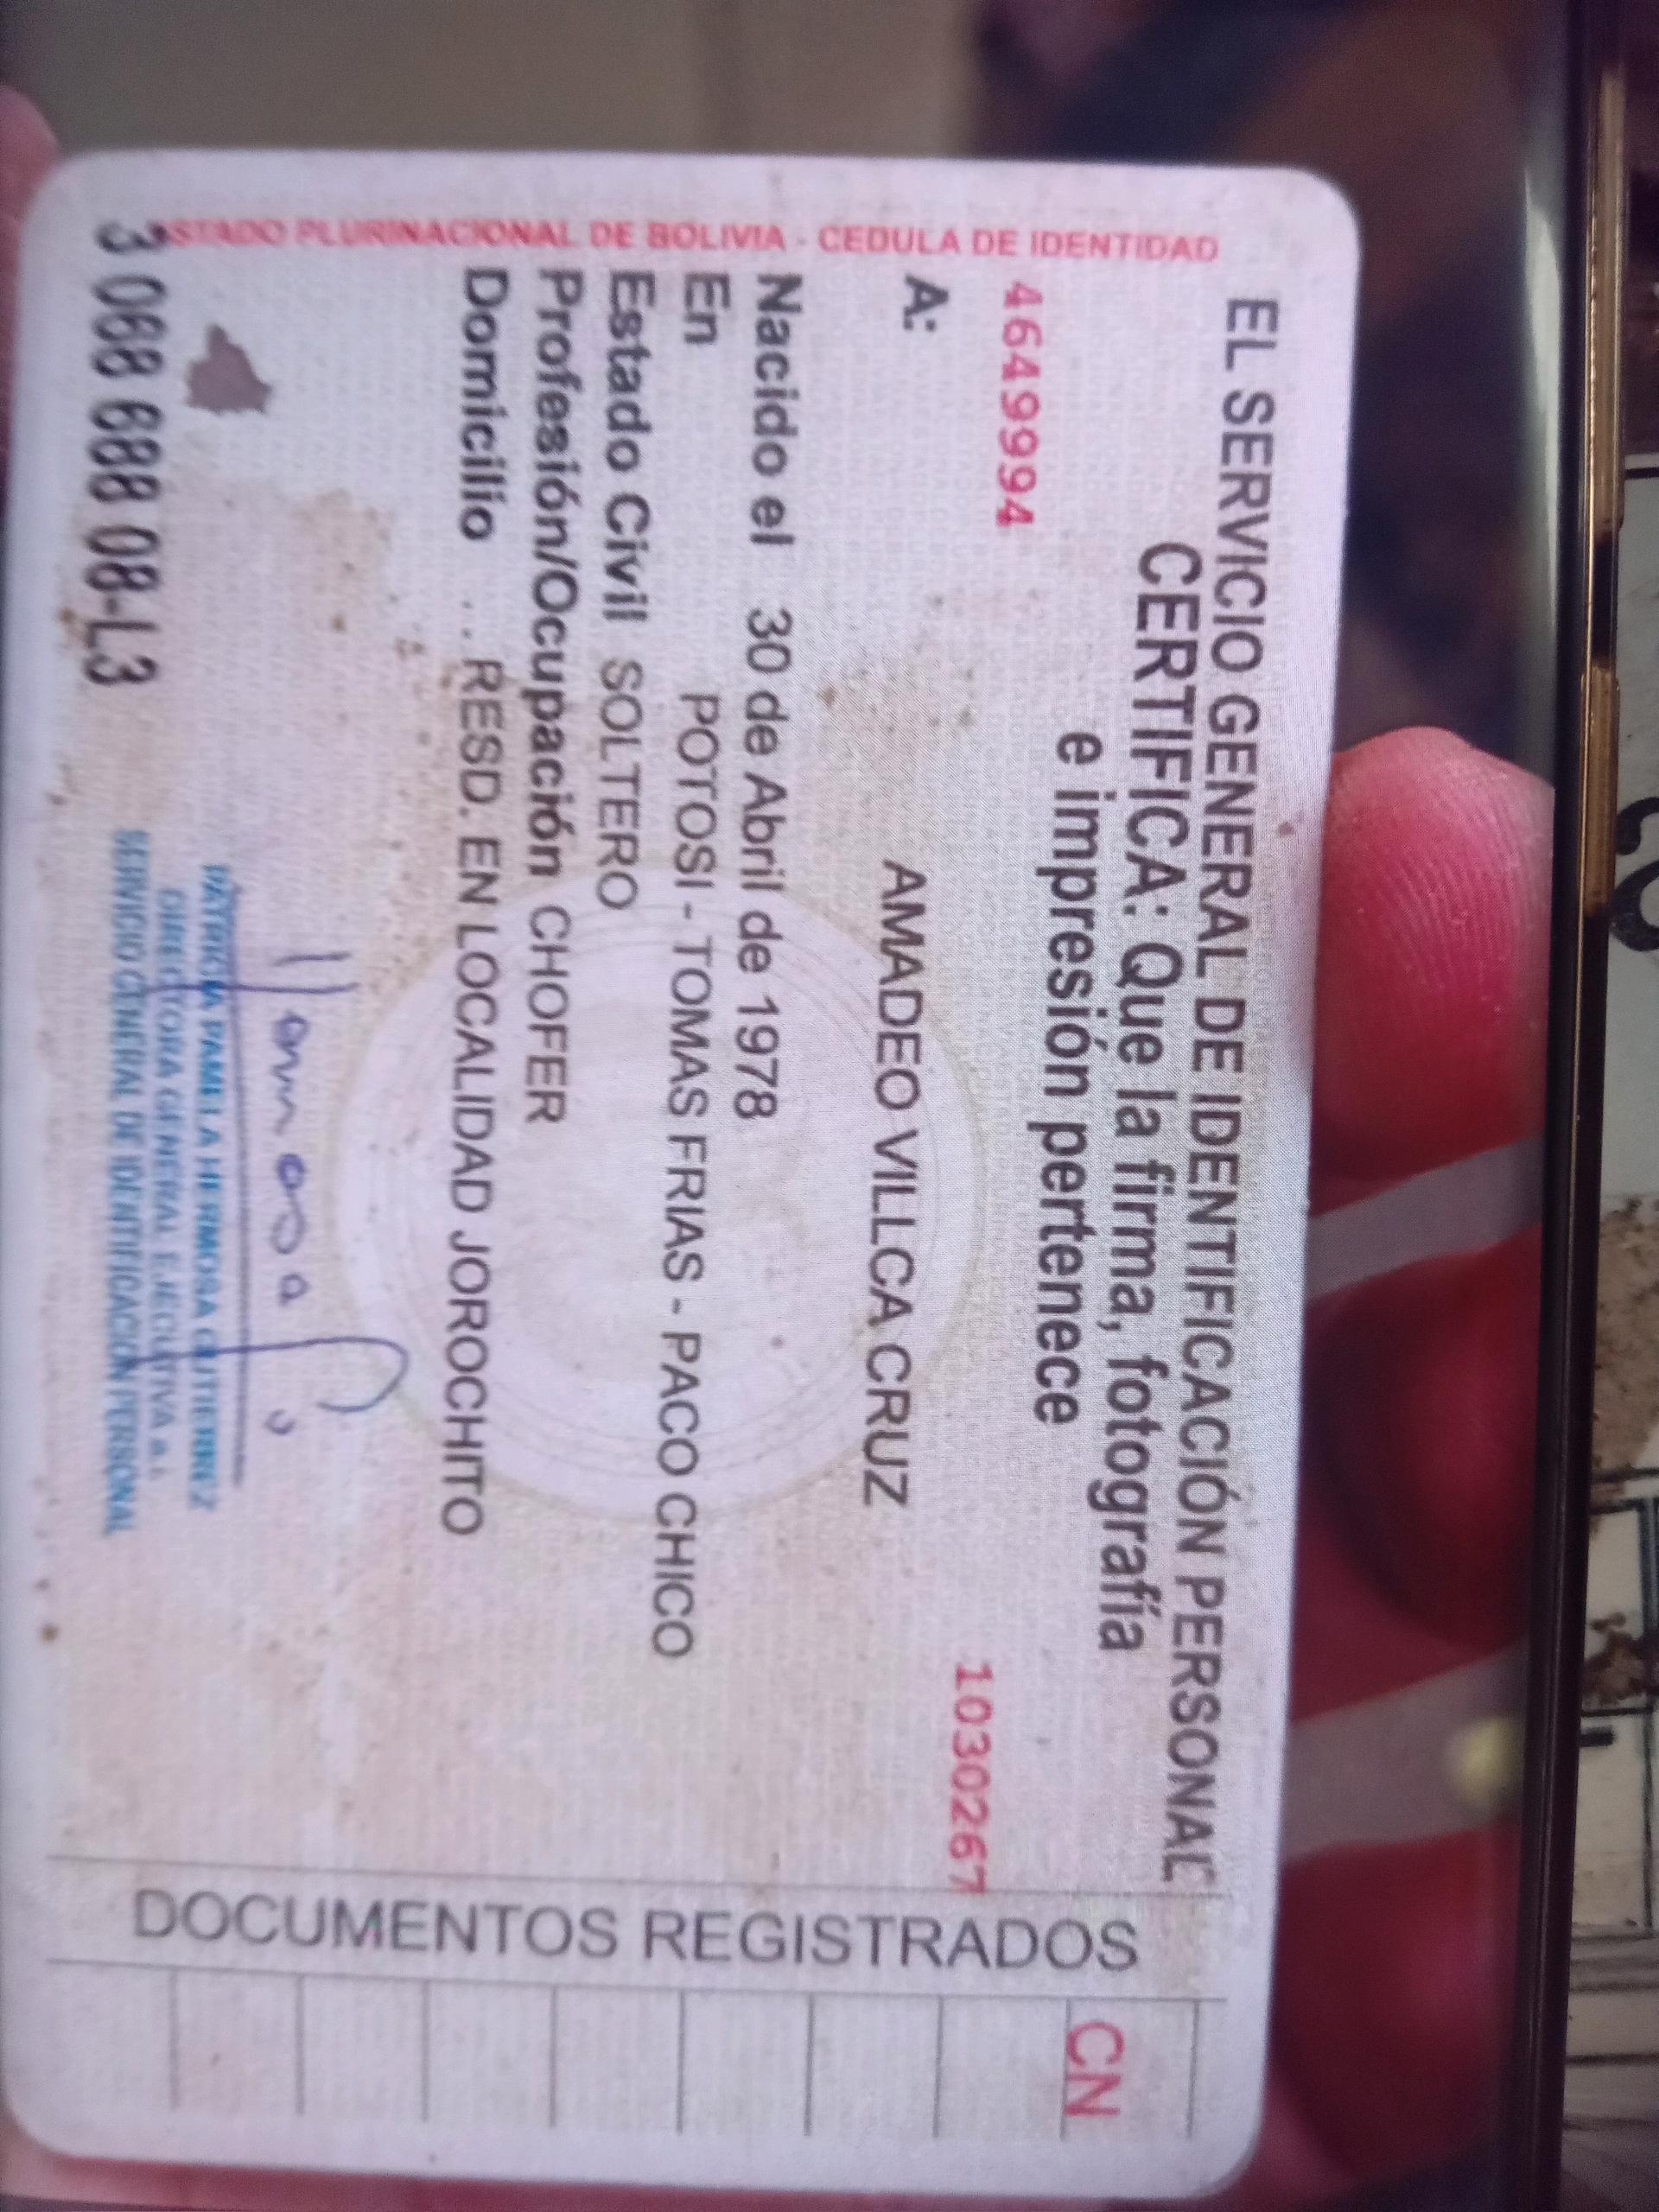 ESTADO PLURINACIONAL DE BOLIVIA - CEDULA DE IDENTIDAD
EL SERVICIO GENERAL DE IDENTIFICACIÓN PERSONAL
CERTIFICA: Que la firma, fotografía
e impresión pertenece
4649994
1030267
A: AMADEO VILLCA CRUZ
Nacido el 30 de Abril de 1978
En POTOSI - TOMAS FRIAS - PACO CHICO
Estado Civil SOLTERO
Profesión/Ocupación CHOFER
Domicilio . . RESD. EN LOCALIDAD JOROCHITO
PATRICIA PAMELA HERMOSA GUTIERREZ
DIRECTORA GENERAL EJECUTIVA a.i.
SERVICIO GENERAL DE IDENTIFICACIÓN PERSONAL
08-L3
DOCUMENTOS REGISTRADOS
CN